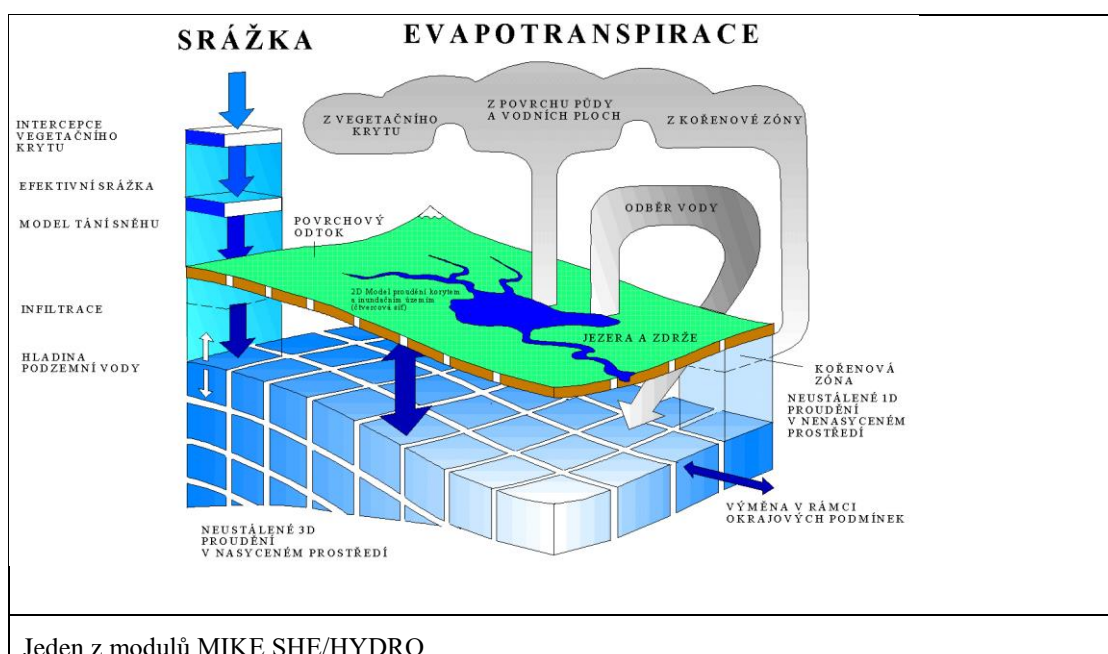 SRÁŽKA
EVAPOTRANSPIRACE
INTERCEPCE
VEGETAČNÍHO
KRYTU
EFEKTIVNÍ SRÁŽKA
MODEL TÁNÍ SNĚHU
INFILTRACE
HLADINA
PODZEMNÍ VODY
Z VEGETAČNÍHO
KRYTU
Z POVRCHU PŮDY
A VODNÍCH PLOCH
Z KOŘENOVÉ ZÓNY
ODBĚR VODY
POVRCHOVÝ
ODTOK
2D Model proudění korytem
a inundačním územím
(čtvercová síť)
JEZERA A ZDRŽE
KOŘENOVÁ
ZÓNA
NEUSTÁLENÉ 1D
PROUDĚNÍ
V NENASYCENÉM
PROSTŘEDÍ
VÝMĚNA V RÁMCI
OKRAJOVÝCH PODMÍNEK
NEUSTÁLENÉ 3D
PROUDĚNÍ
V NASYCENÉM PROSTŘEDÍ
Jeden z modulů MIKE SHE/HYDRO